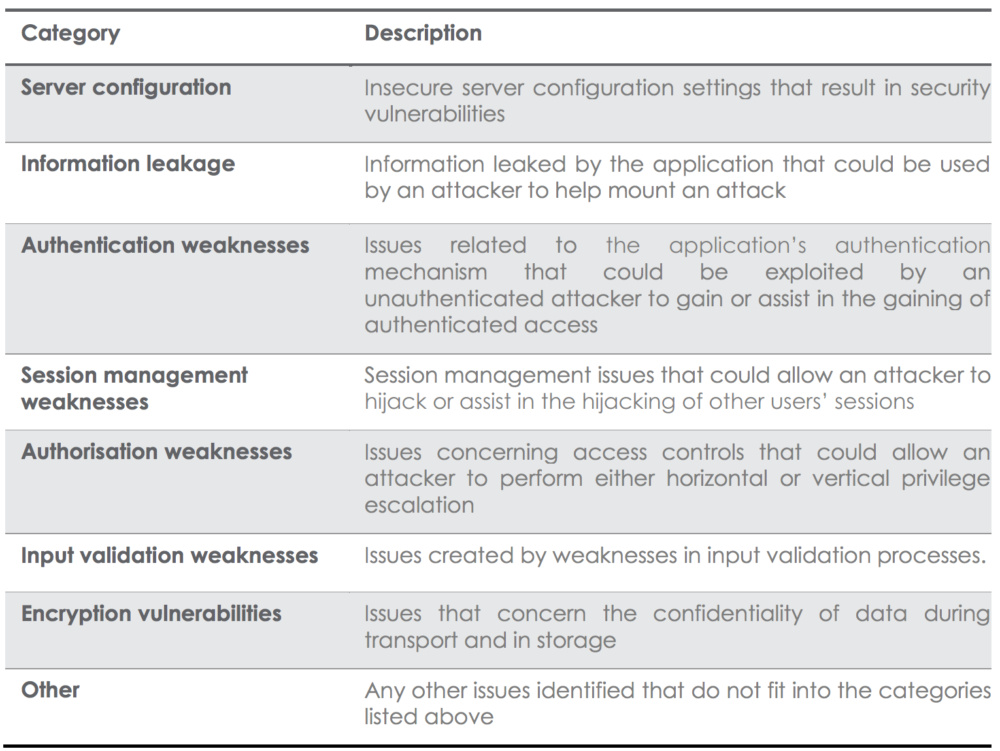 Category Description
Server configuration Insecure server configuration settings that result in security
vulnerabilities
Information leakage Information leaked by the application that could be used
by an attacker to help mount an attack
Authentication weaknesses Issues related to the application’s authentication
mechanism that could be exploited by an
unauthenticated attacker to gain or assist in the gaining of
authenticated access
Session management Session management issues that could allow an attacker to
weaknesses hijack or assist in the hijacking of other users’ sessions
Authorisation weaknesses Issues concerning access controls that could allow an
attacker to perform either horizontal or vertical privilege
escalation
Input validation weaknesses Issues created by weaknesses in input validation processes.
Encryption vulnerabilities Issues that concern the confidentiality of data during
transport and in storage
Other Any other issues identified that do not fit into the categories
listed above